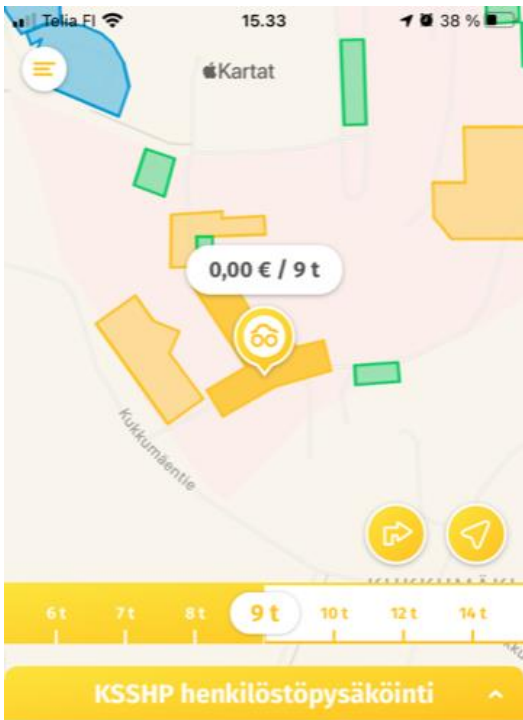 Telia FI 15.33 38 %
Kartat
0,00 € / 9 t
Kukkumäentie
6 t 7 t 8 t 9 t 10 t 12 t 14 t
KSSHP henkilöstöpysäköinti